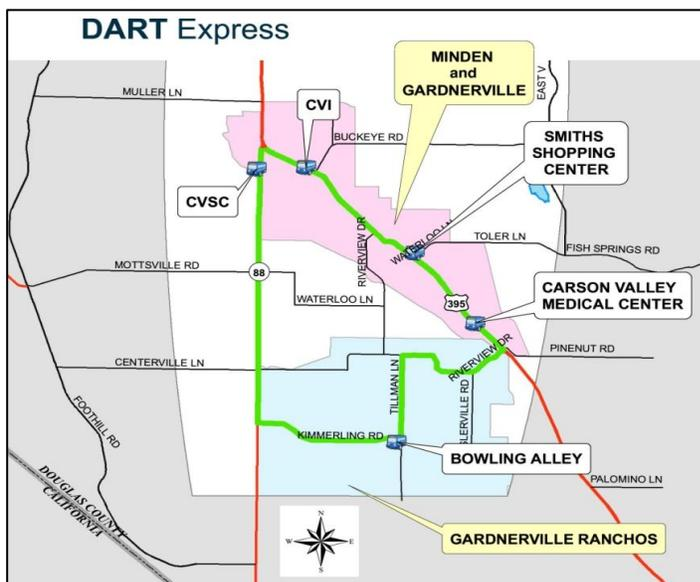 DART Express
MINDEN
and
GARDNERVILLE
EAST V
MULLER LN
CVI
BUCKEYE RD
SMITHS
SHOPPING
CENTER
CVSC
RIVERVIEW DR
WATERLOO LN
TOLER LN
FISH SPRINGS RD
MOTTSVILLE RD
88
WATERLOO LN
395
CARSON VALLEY
MEDICAL CENTER
CENTERVILLE LN
TILLMAN LN
RIVERVIEW DR
PINENUT RD
FOOTHILL RD
KIMMERLING RD
SLERVILLE RD
BOWLING ALLEY
PALOMINO LN
DOUGLAS COUNTY
CALIFORNIA
N
W
E
S
GARDNERVILLE RANCHOS